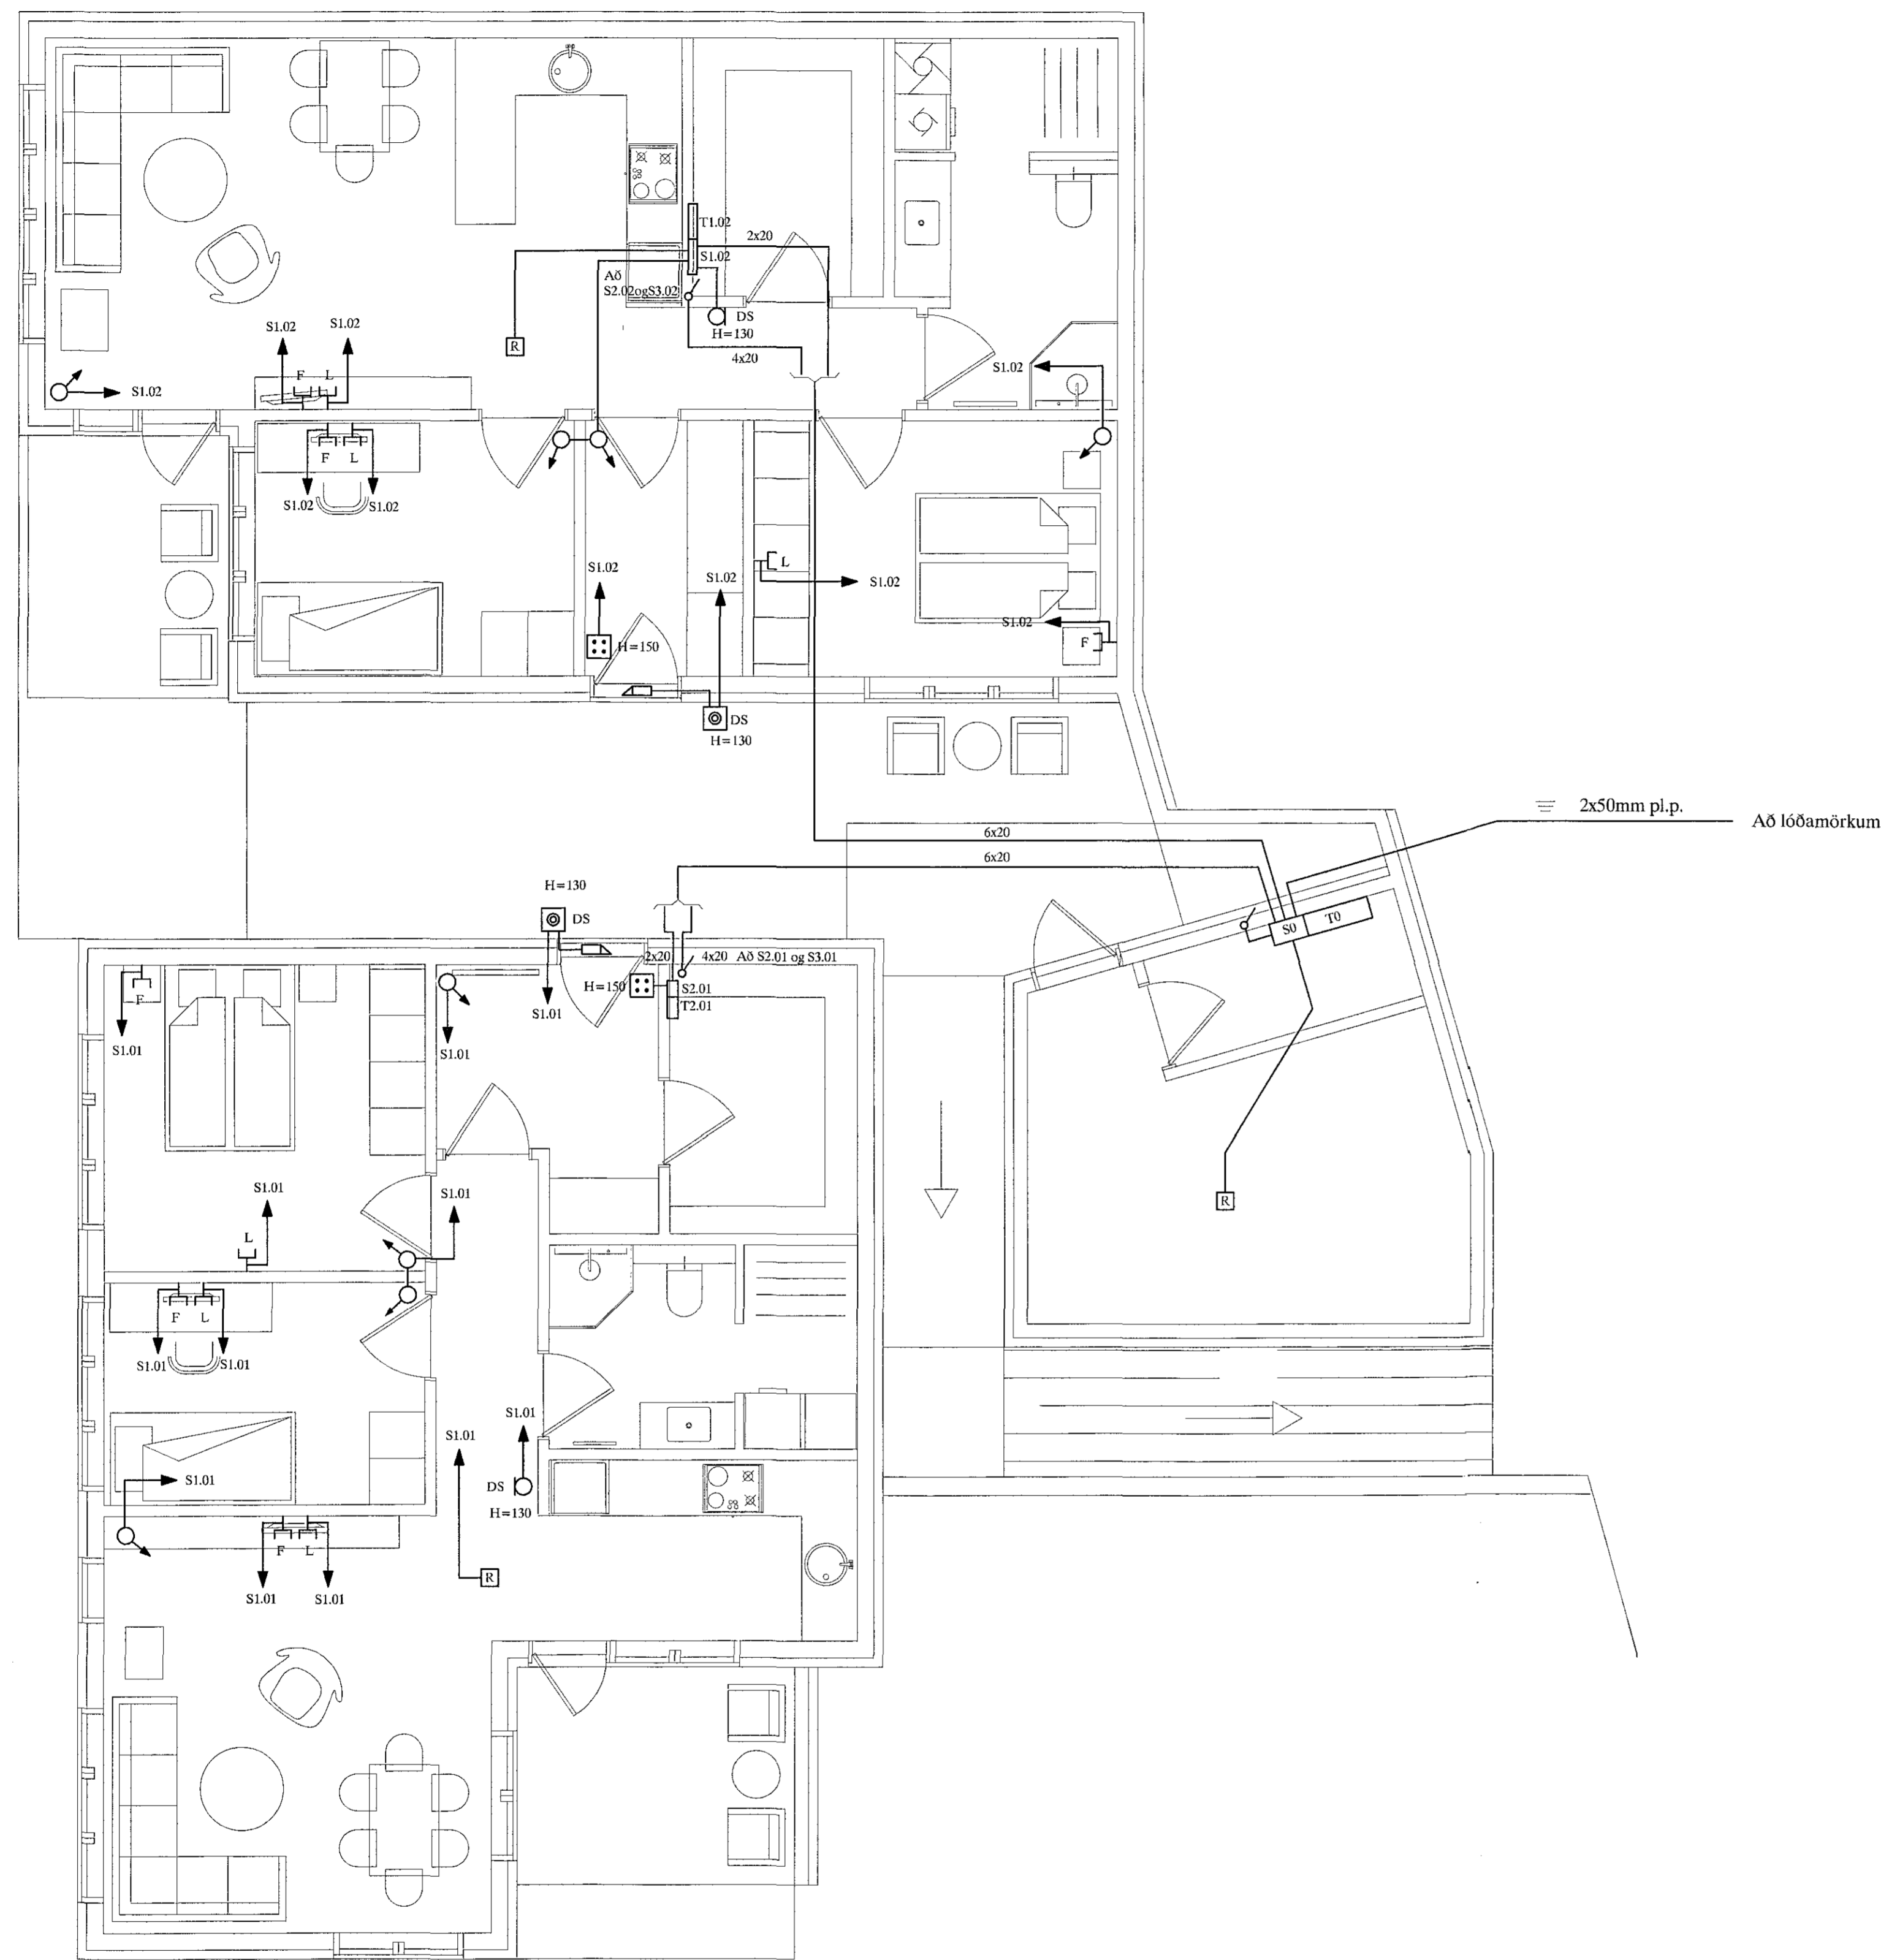 T1.02
2x20
S1.02
Að
S2.02ogS3.02
DS
H=130
R
4x20
S1.02
S1.02
F
L
S1.02
S1.02
F
L
S1.02
S1.02
S1.02
S1.02
L
S1.02
S1.02
H=150
F
DS
H=130
2x50mm pl.p.
Að lóðamörkum
6x20
6x20
H=130
DS
T0
S0
2x20
4x20
Að S2.01 og S3.01
H=150
S2.01
T2.01
F
S1.01
S1.01
S1.01
S1.01
S1.01
R
L
F
L
S1.01
S1.01
S1.01
S1.01
S1.01
DS
H=130
F
L
R
S1.01
S1.01